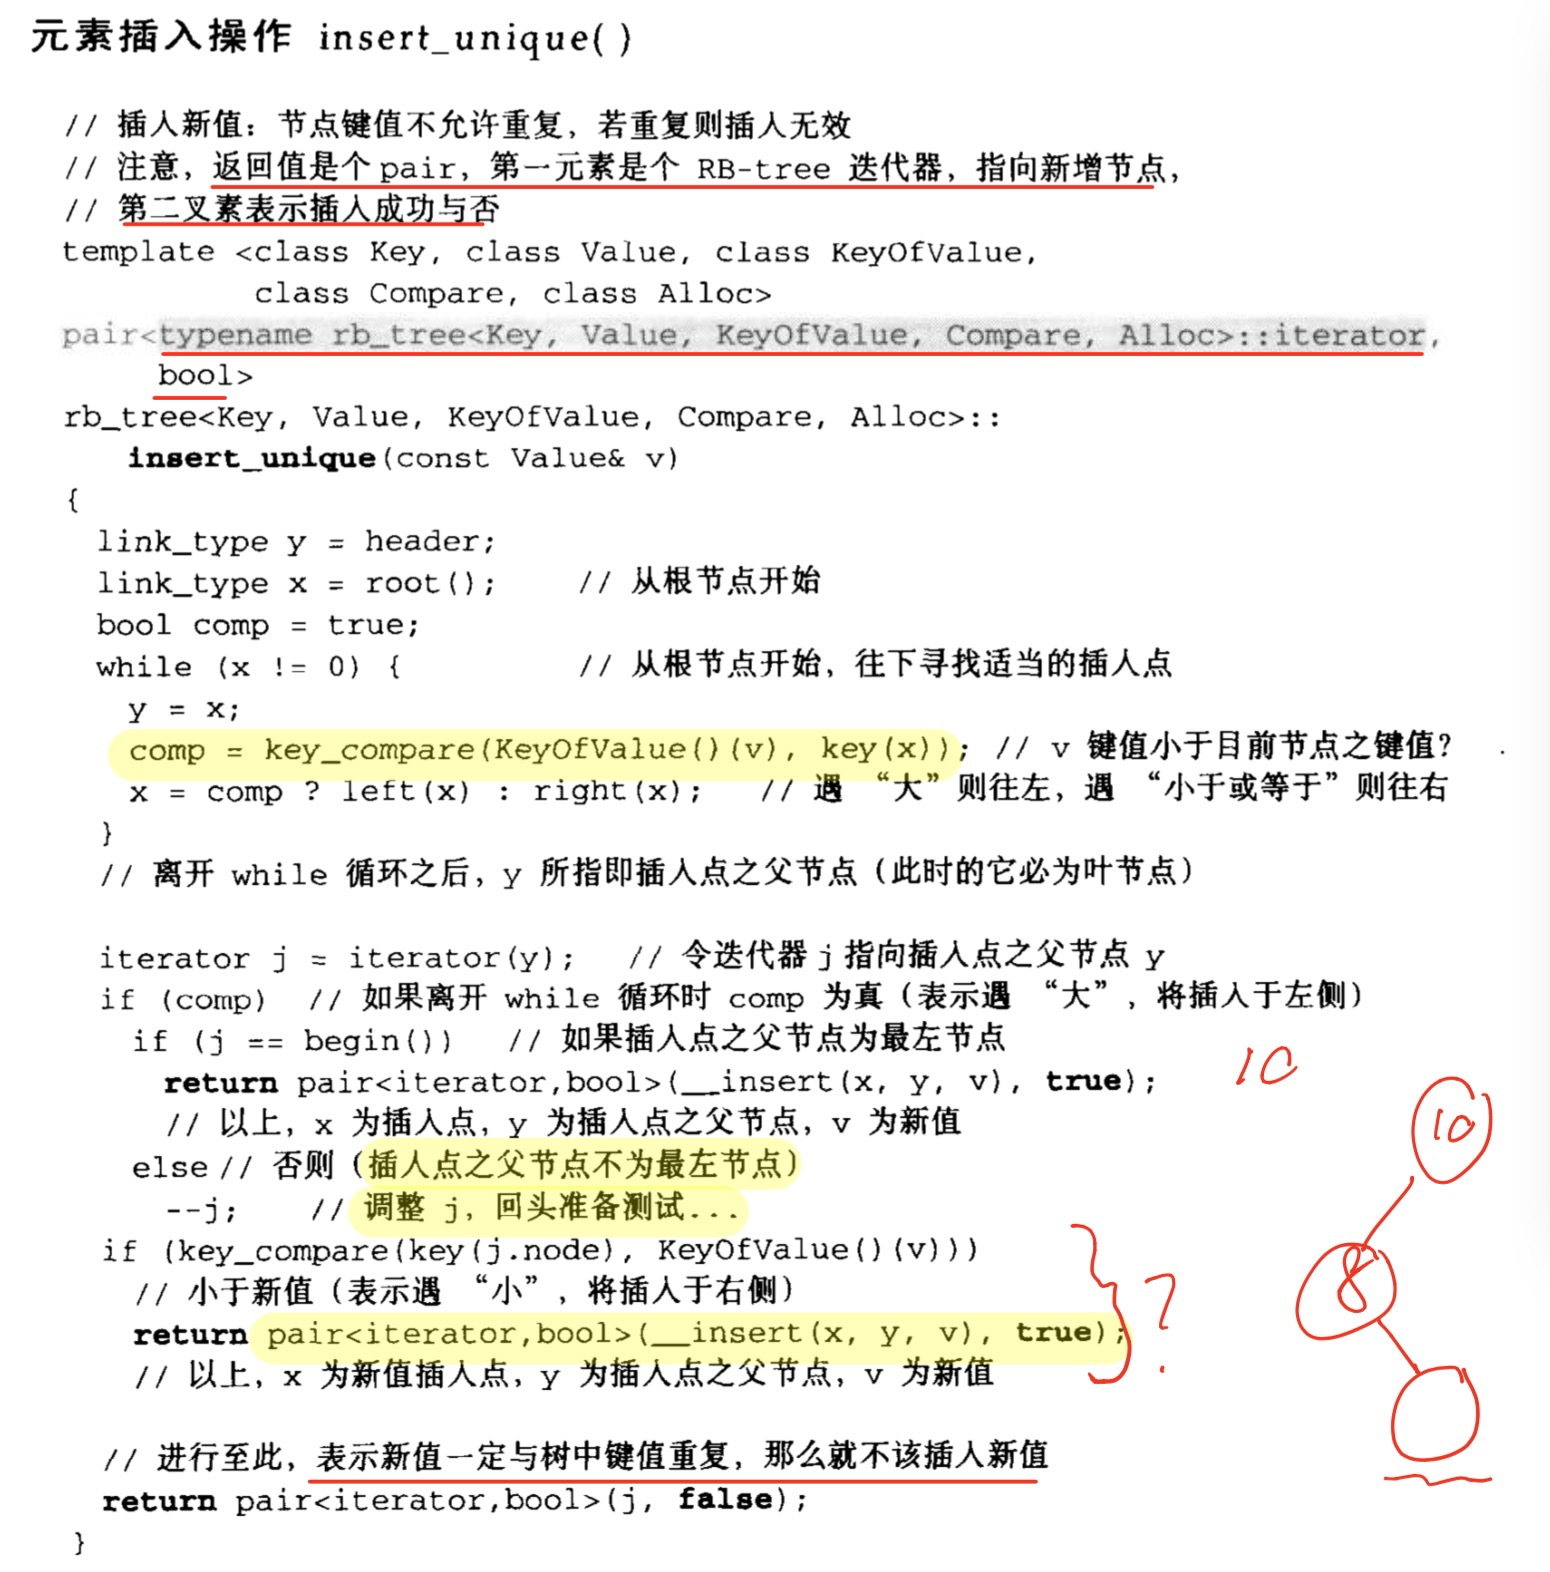 元素插入操作 insert_unique()
// 插入新值：节点键值不允许重复，若重复则插入无效
// 注意，返回值是个pair，第一元素是个 RB-tree 迭代器，指向新增节点，
// 第二叉素表示插入成功与否
template <class Key, class Value, class KeyOfValue,
class Compare, class Alloc>
pair<typename rb_tree<Key, Value, KeyOfValue, Compare, Alloc>::iterator,
bool>
rb_tree<Key, Value, KeyOfValue, Compare, Alloc>::
insert_unique(const Value& v)
{
link_type y = header;
link_type x = root(); // 从根节点开始
bool comp = true;
while (x != 0) { // 从根节点开始，往下寻找适当的插入点
y = x;
comp = key_compare(KeyOfValue()(v), key(x)); // v 键值小于目前节点之键值？
x = comp ? left(x) : right(x); // 遇 “大”则往左，遇 “小于或等于”则往右
}
// 离开 while 循环之后，y 所指即插入点之父节点（此时的它必为叶节点）
iterator j = iterator(y); // 令迭代器 j 指向插入点之父节点 y
if (comp) // 如果离开 while 循环时 comp 为真（表示遇 “大”，将插入于左侧）
if (j == begin()) // 如果插入点之父节点为最左节点
return pair<iterator,bool>(__insert(x, y, v), true);
// 以上，x 为插入点，y 为插入点之父节点，v 为新值
else // 否则（插入点之父节点不为最左节点）
--j; // 调整 j，回头准备测试...
if (key_compare(key(j.node), KeyOfValue()(v)))
// 小于新值（表示遇 “小”，将插入于右侧）
return pair<iterator,bool>(__insert(x, y, v), true);
// 以上，x 为新值插入点，y 为插入点之父节点，v 为新值
// 进行至此，表示新值一定与树中键值重复，那么就不该插入新值
return pair<iterator,bool>(j, false);
}
10
10
8
?